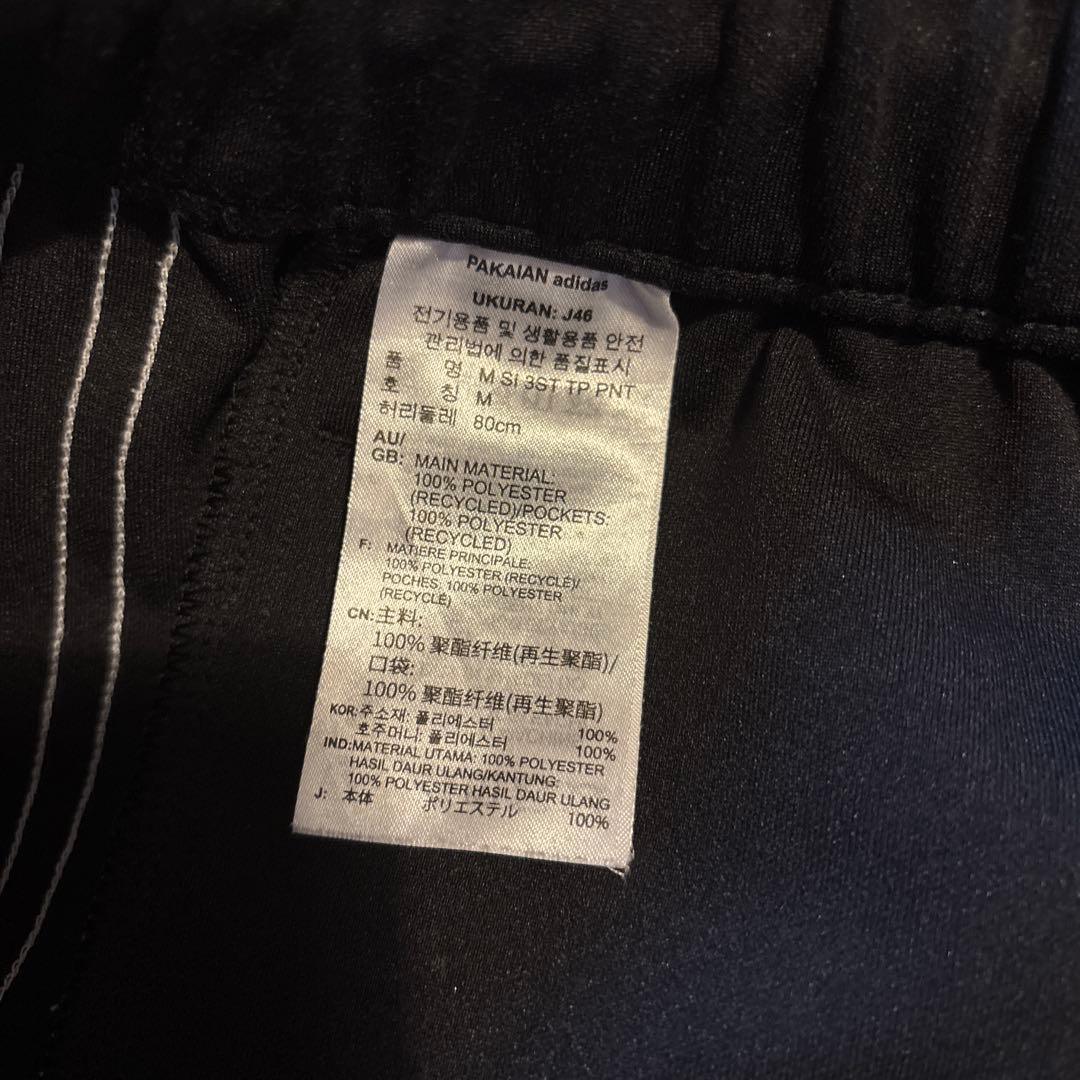 PAKAIAN adidas
UKURAN: J46
전기용품 및 생활용품 안전
관리법에 의한 품질표시
품 명: M SI 3ST TP PNT
호 칭 M
허리둘레 80cm
AU/
GB: MAIN MATERIAL:
100% POLYESTER
(RECYCLED)/POCKETS:
100% POLYESTER
(RECYCLED)
F: MATIERE PRINCIPALE:
100% POLYESTER (RECYCLÉ)/
POCHES, 100% POLYESTER
(RECYCLÉ)
CN:主料:
100% 聚酯纤维(再生聚酯)/
口袋:
100% 聚酯纤维(再生聚酯)
KOR:주소재: 폴리에스터 100%
호주머니: 폴리에스터 100%
IND:MATERIAL UTAMA: 100% POLYESTER
HASIL DAUR ULANG/KANTUNG:
100% POLYESTER HASIL DAUR ULANG
J: 本体 ポリエステル 100%